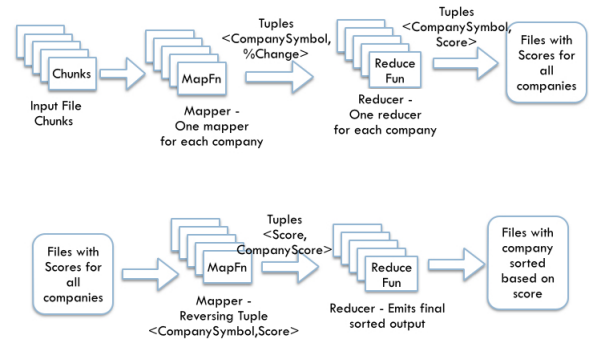 Chunks
Input File
Chunks
MapFn
Mapper -
One mapper
for each company
Tuples
<CompanySymbol,
%Change>
Reduce
Fun
Reducer -
One reducer
for each company
Tuples
<CompanySymbol,
Score>
Files with
Scores for
all
companies
Files with
Scores for
all
companies
MapFn
Mapper -
Reversing Tuple
<CompanySymbol,Score>
Tuples
<Score,
CompanyScore>
Reduce
Fun
Reducer - Emits final
sorted output
Files with
company
sorted
based on
score